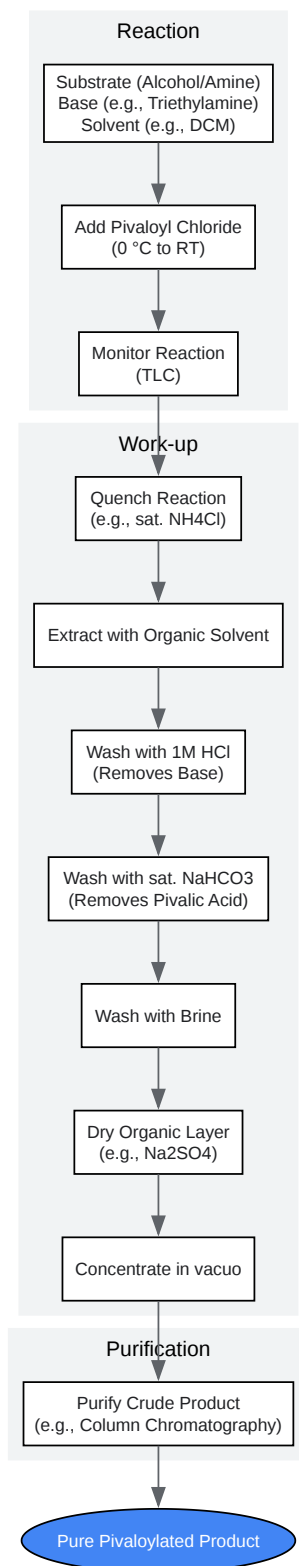 Reaction
Substrate (Alcohol/Amine)
Base (e.g., Triethylamine)
Solvent (e.g., DCM)
Add Pivaloyl Chloride
(0 °C to RT)
Monitor Reaction
(TLC)
Work-up
Quench Reaction
(e.g., sat. NH4Cl)
Extract with Organic Solvent
Wash with 1M HCl
(Removes Base)
Wash with sat. NaHCO3
(Removes Pivalic Acid)
Wash with Brine
Dry Organic Layer
(e.g., Na2SO4)
Concentrate in vacuo
Purification
Purify Crude Product
(e.g., Column Chromatography)
Pure Pivaloylated Product